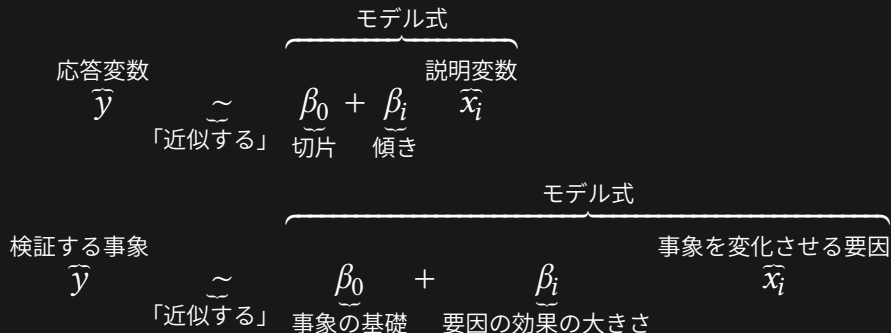 モデル式
応答変数 説明変数
y ~ β0 + βi xi
「近似する」 切片 傾き
モデル式
検証する事象 事象を変化させる要因
y ~ β0 + βi xi
「近似する」 事象の基礎 要因の効果の大きさ